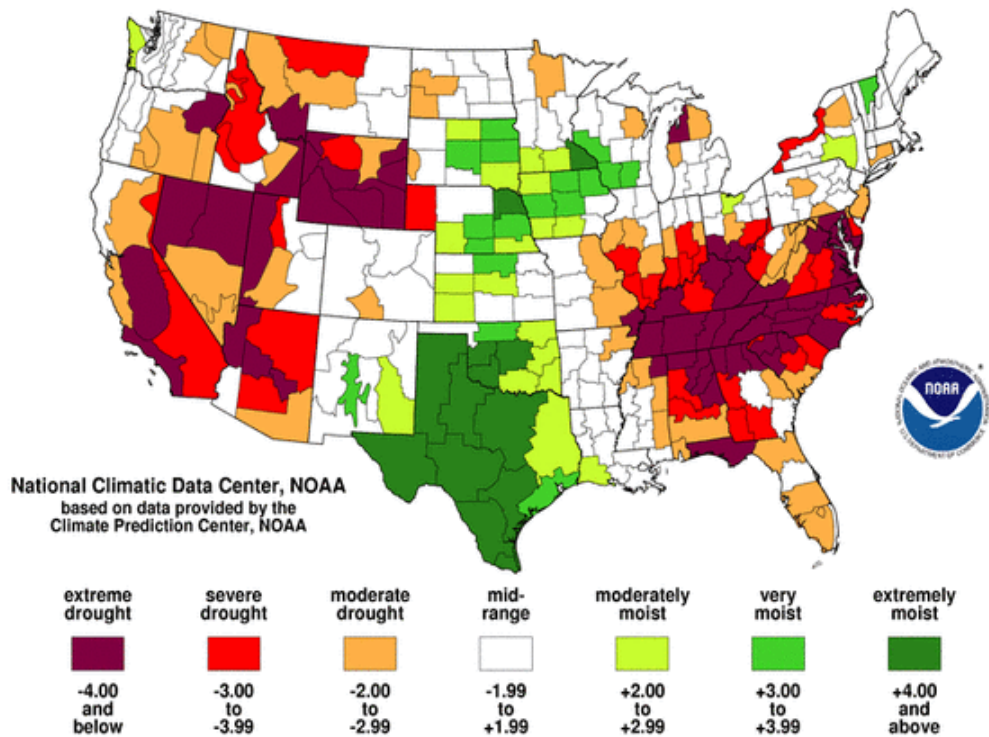 NOAA
National Climatic Data Center, NOAA
based on data provided by the
Climate Prediction Center, NOAA
extreme drought
severe drought
moderate drought
mid-range
moderately moist
very moist
extremely moist
-4.00 and below
-3.00 to -3.99
-2.00 to -2.99
-1.99 to +1.99
+2.00 to +2.99
+3.00 to +3.99
+4.00 and above